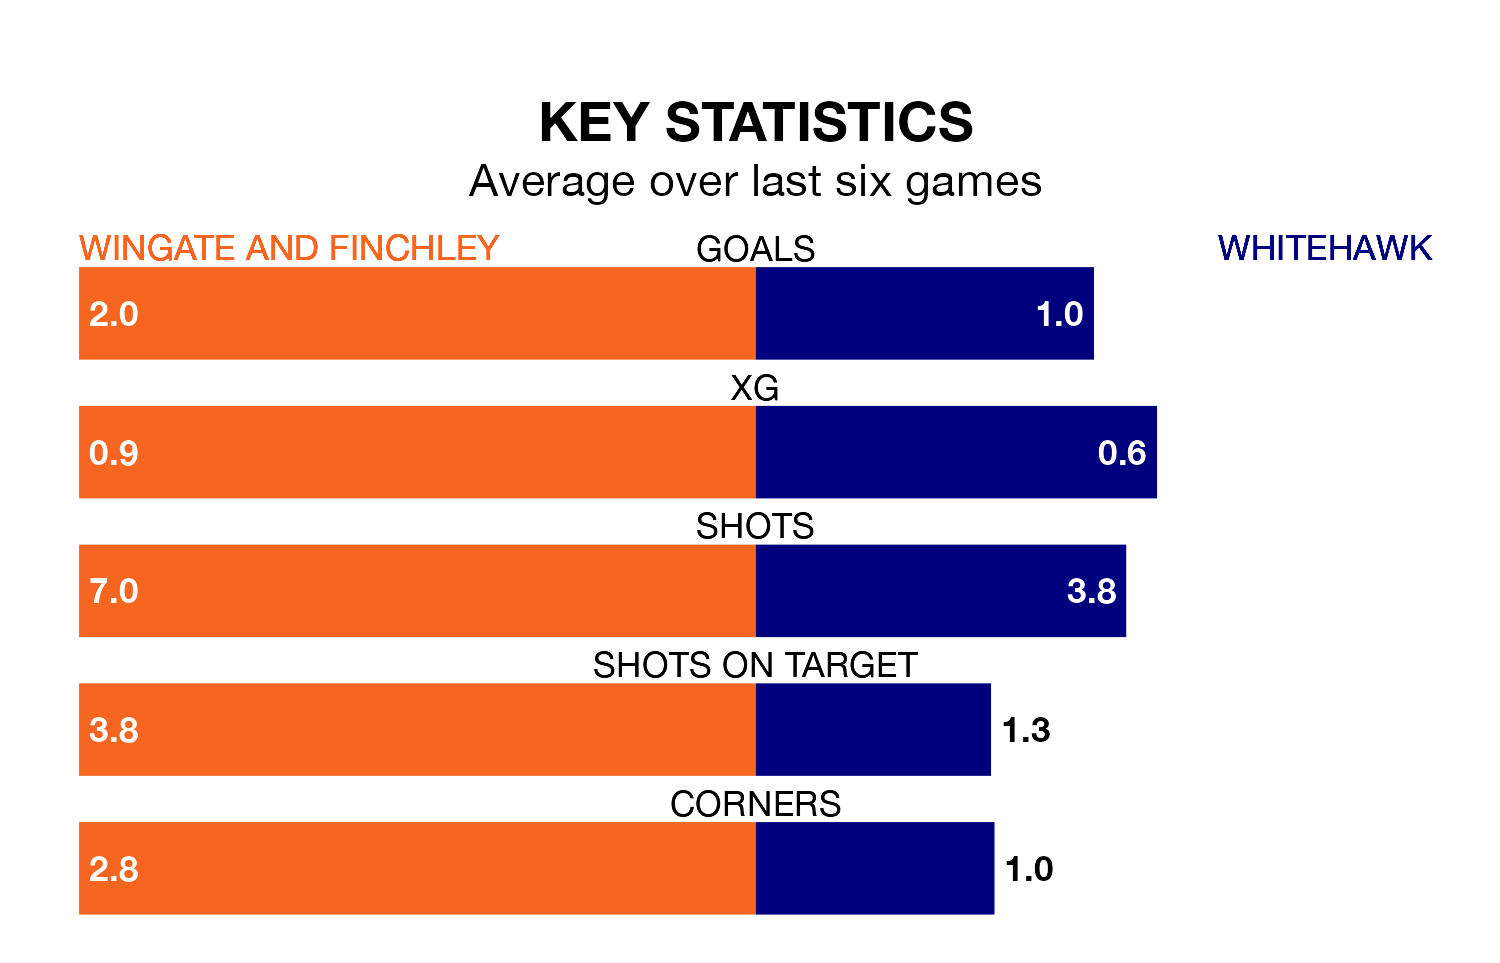 KEY STATISTICS
Average over last six games
WINGATE AND FINCHLEY GOALS WHITEHAWK
2.0 1.0
XG
0.9 0.6
SHOTS
7.0 3.8
SHOTS ON TARGET
3.8 1.3
CORNERS
2.8 1.0